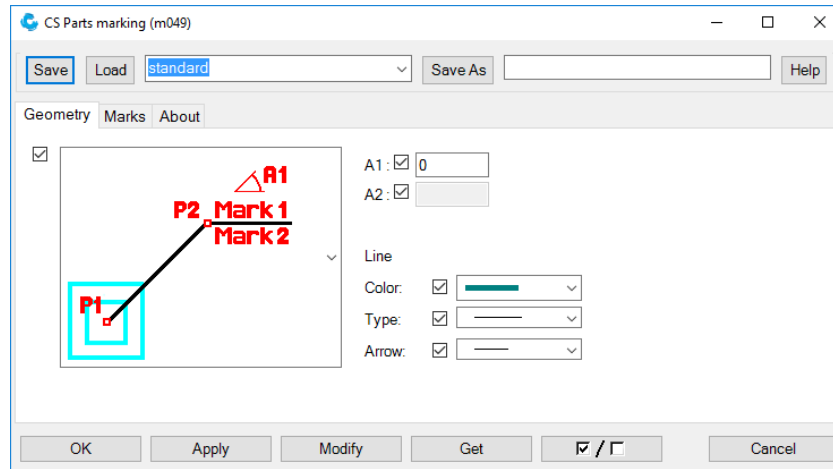 CS Parts marking (m049)
Save Load standard Save As Help
Geometry Marks About
A1 : 0
A2 :
A1
P2 Mark 1
Mark 2
P1
Line
Color:
Type:
Arrow:
OK Apply Modify Get / Cancel